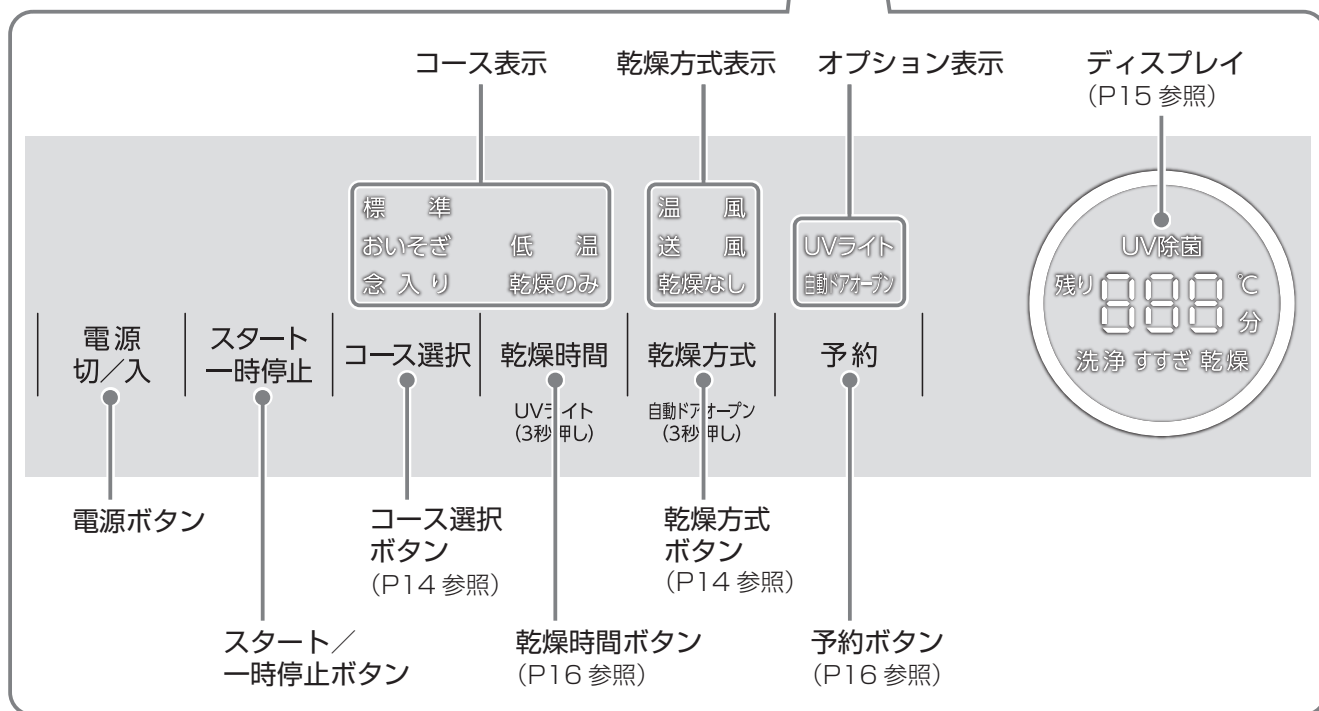 コース表示
乾燥方式表示
オプション表示
ディスプレイ
（P15 参照）
標　準
おいそぎ
低　温
念入り
乾燥のみ
温　風
送　風
乾燥なし
UVライト
自動ドアオープン
UV除菌
残り
888
℃
分
洗浄 すすぎ 乾燥
電源
切／入
スタート
一時停止
コース選択
乾燥時間
UVライト
(3秒押し)
乾燥方式
自動ドアオープン
(3秒押し)
予約
電源ボタン
スタート／
一時停止ボタン
コース選択
ボタン
（P14 参照）
乾燥時間ボタン
（P16 参照）
乾燥方式
ボタン
（P14 参照）
予約ボタン
（P16 参照）